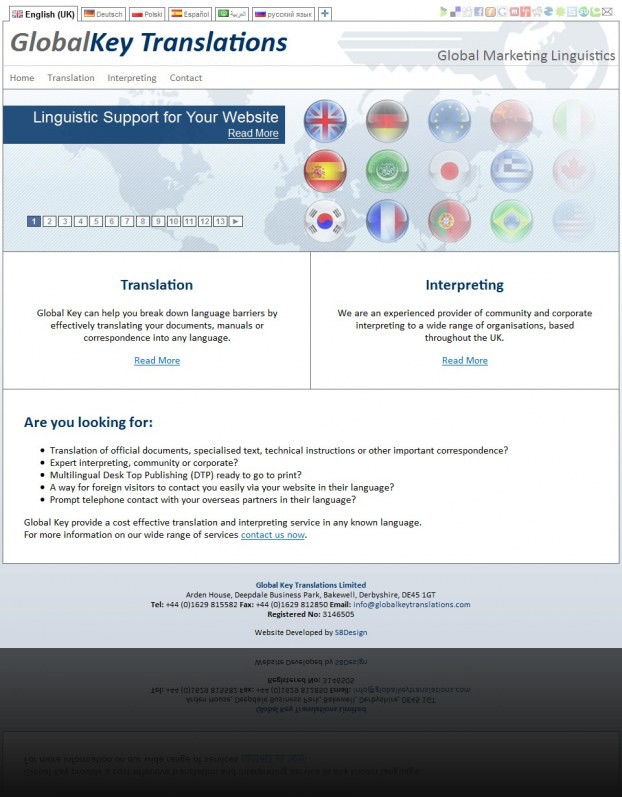 English (UK) Deutsch Polski Español العربية русский язык
GlobalKey Translations
Global Marketing Linguistics
Home Translation Interpreting Contact
Linguistic Support for Your Website
Read More
1 2 3 4 5 6 7 8 9 10 11 12 13
Translation
Global Key can help you break down language barriers by
effectively translating your documents, manuals or
correspondence into any language.
Read More
Interpreting
We are an experienced provider of community and corporate
interpreting to a wide range of organisations, based
throughout the UK.
Read More
Are you looking for:
• Translation of official documents, specialised text, technical instructions or other important correspondence?
• Expert interpreting, community or corporate?
• Multilingual Desk Top Publishing (DTP) ready to go to print?
• A way for foreign visitors to contact you easily via your website in their language?
• Prompt telephone contact with your overseas partners in their language?
Global Key provide a cost effective translation and interpreting service in any known language.
For more information on our wide range of services contact us now.
Global Key Translations Limited
Arden House, Deepdale Business Park, Bakewell, Derbyshire, DE45 1GT
Tel: +44 (0)1629 815582 Fax: +44 (0)1629 812850 Email: info@globalkeytranslations.com
Registered No: 3146505
Website Developed by S8Design